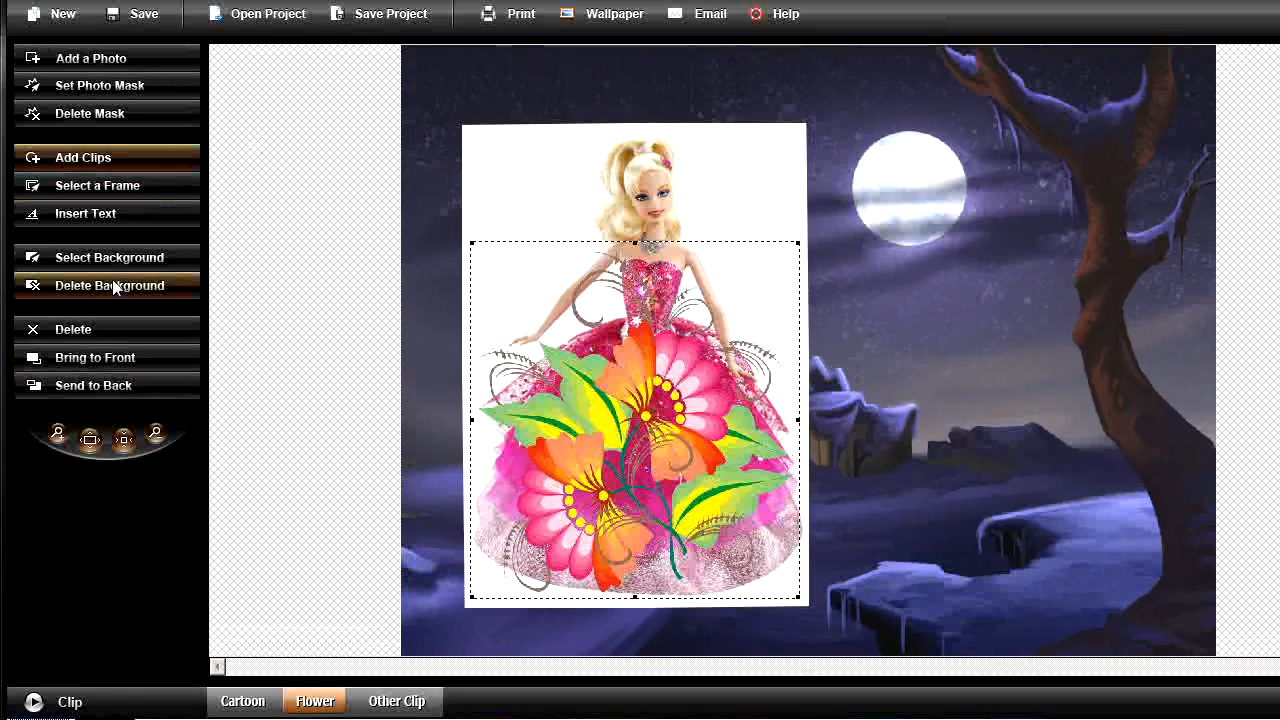 New Save Open Project Save Project Print Wallpaper Email Help
Add a Photo
Set Photo Mask
Delete Mask
Add Clips
Select a Frame
Insert Text
Select Background
Delete Background
Delete
Bring to Front
Send to Back
Clip Cartoon Flower Other Clip